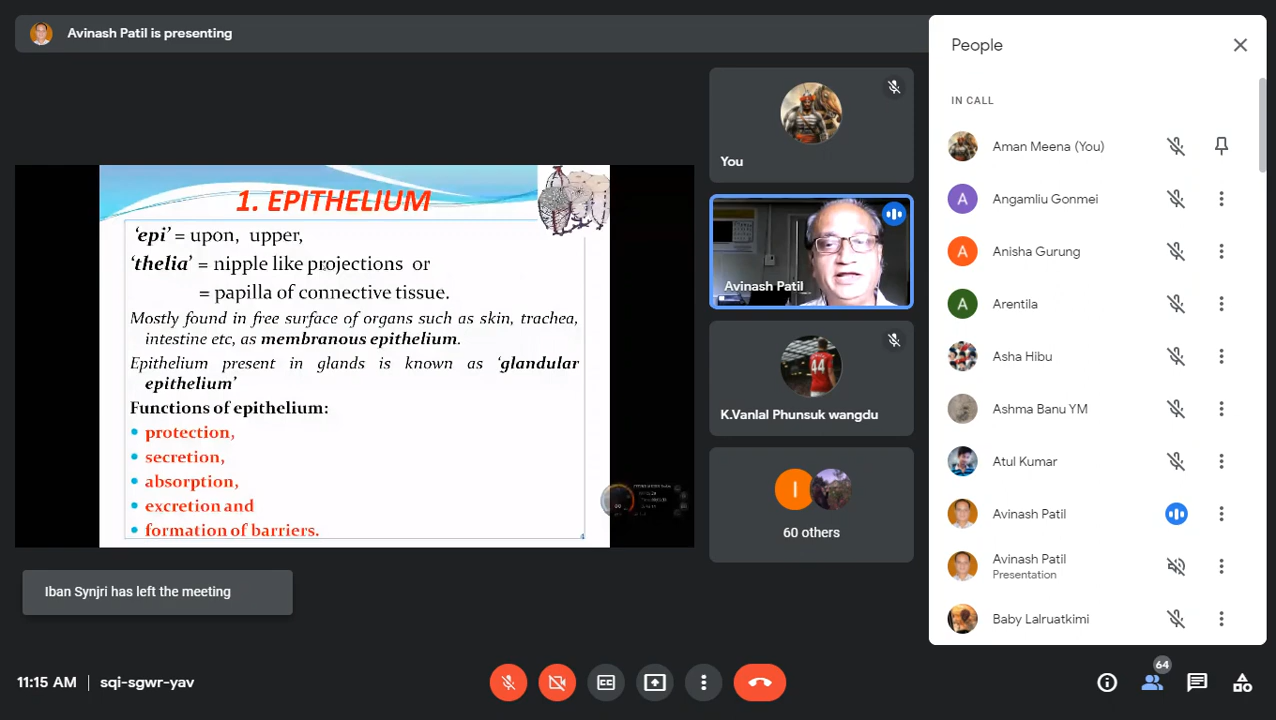 Avinash Patil is presenting
1. EPITHELIUM
‘epi’ = upon, upper,
‘thelia’ = nipple like projections or
= papilla of connective tissue.
Mostly found in free surface of organs such as skin, trachea,
intestine etc, as membranous epithelium.
Epithelium present in glands is known as ‘glandular
epithelium’
Functions of epithelium:
• protection,
• secretion,
• absorption,
• excretion and
• formation of barriers.
4
Iban Synjri has left the meeting
You
Avinash Patil
44
K.Vanlal Phunsuk wangdu
I
60 others
People
IN CALL
Aman Meena (You)
A
Angamliu Gonmei
A
Anisha Gurung
A
Arentila
Asha Hibu
Ashma Banu YM
Atul Kumar
Avinash Patil
Avinash Patil
Presentation
Baby Lalruatkimi
11:15 AM | sqi-sgwr-yav
CC
64